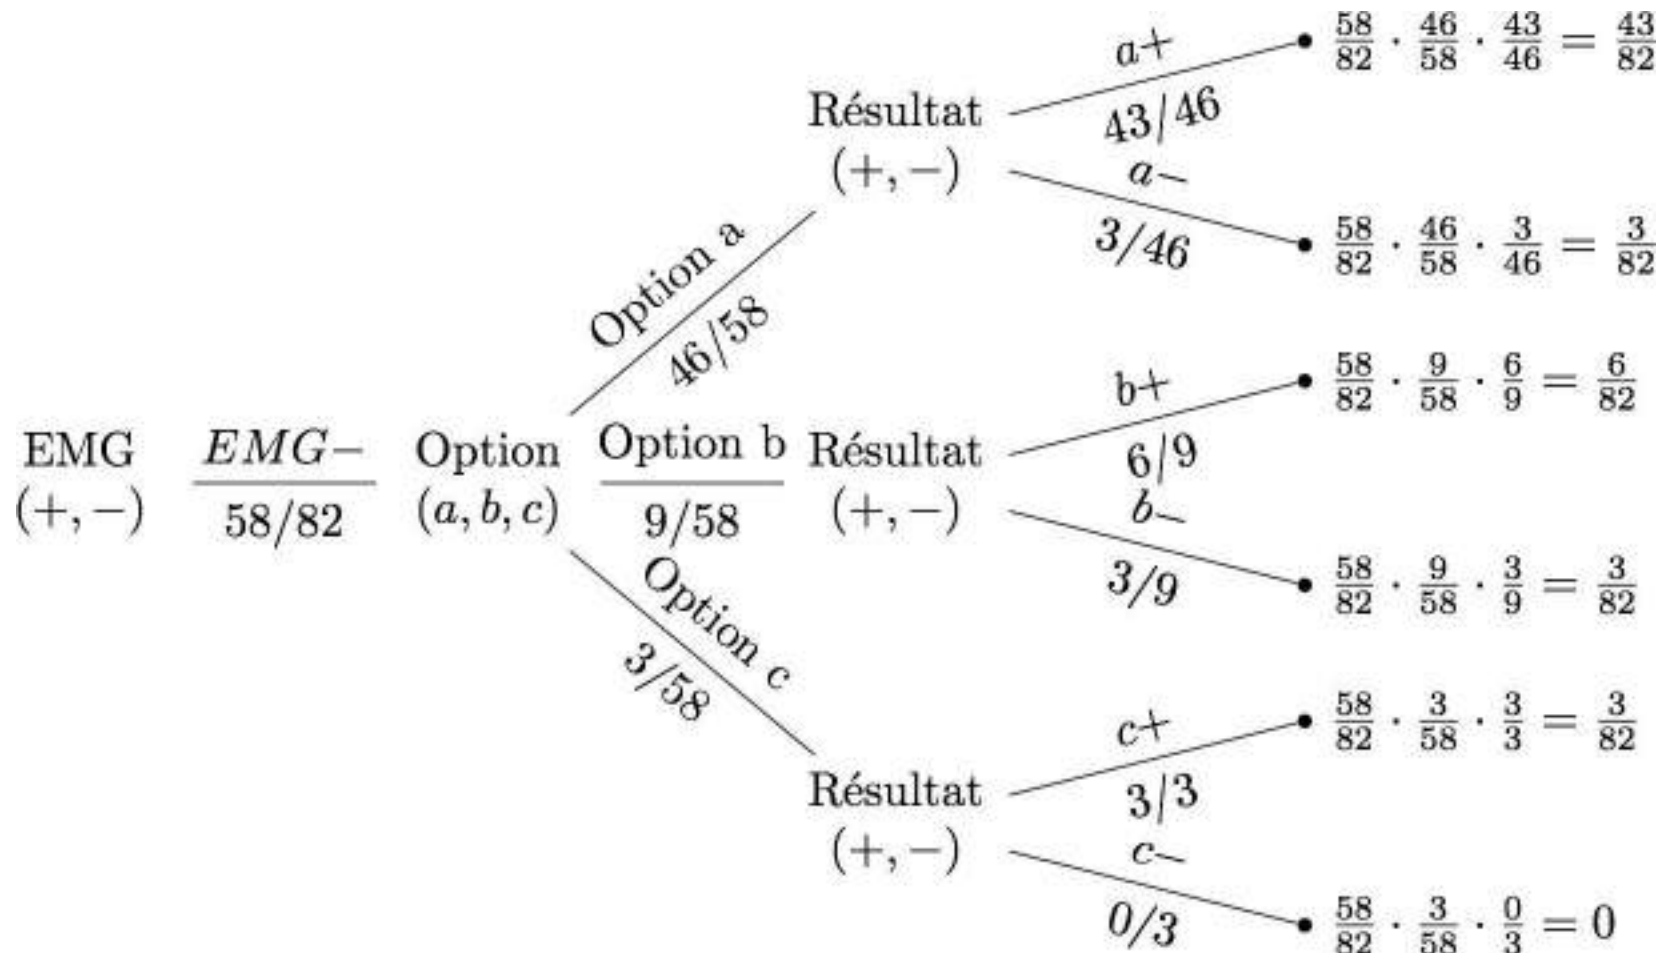 a+
58/82 · 46/58 · 43/46 = 43/82
43/46
Résultat
(+, −)
a−
3/46
58/82 · 46/58 · 3/46 = 3/82
Option a
46/58
b+
58/82 · 9/58 · 6/9 = 6/82
6/9
EMG
(+, −)
EMG−
58/82
Option
(a, b, c)
Option b
9/58
Résultat
(+, −)
b−
3/9
58/82 · 9/58 · 3/9 = 3/82
Option c
3/58
c+
58/82 · 3/58 · 3/3 = 3/82
3/3
Résultat
(+, −)
c−
0/3
58/82 · 3/58 · 0/3 = 0